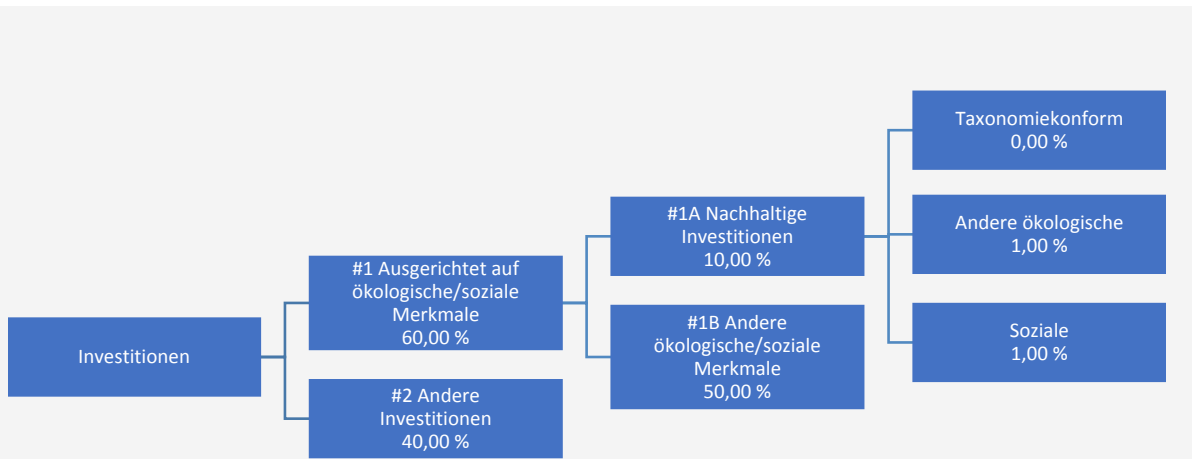 Investitionen
#1 Ausgerichtet auf
ökologische/soziale
Merkmale
60,00 %
#2 Andere
Investitionen
40,00 %
#1A Nachhaltige
Investitionen
10,00 %
#1B Andere
ökologische/soziale
Merkmale
50,00 %
Taxonomiekonform
0,00 %
Andere ökologische
1,00 %
Soziale
1,00 %